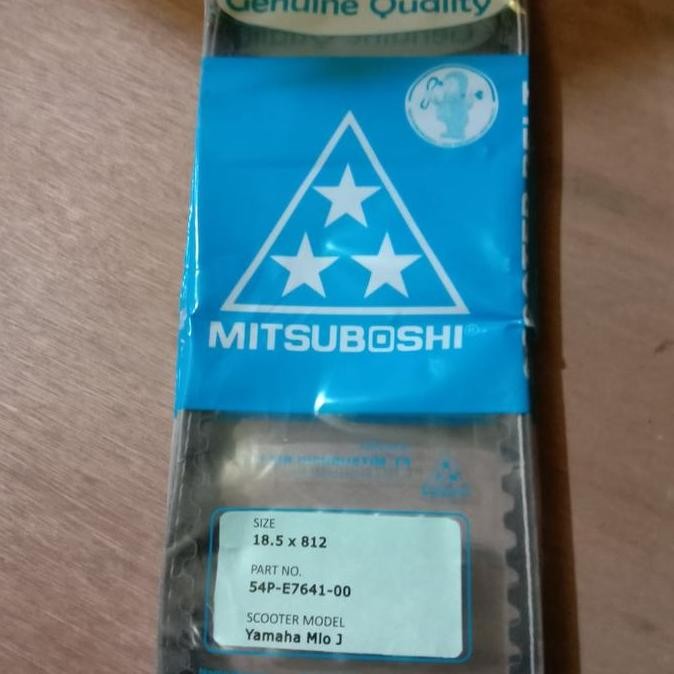 Genuine Quality
MITSUBOSHI®
SIZE
18.5 x 812
PART NO.
54P-E7641-00
SCOOTER MODEL
Yamaha Mio J